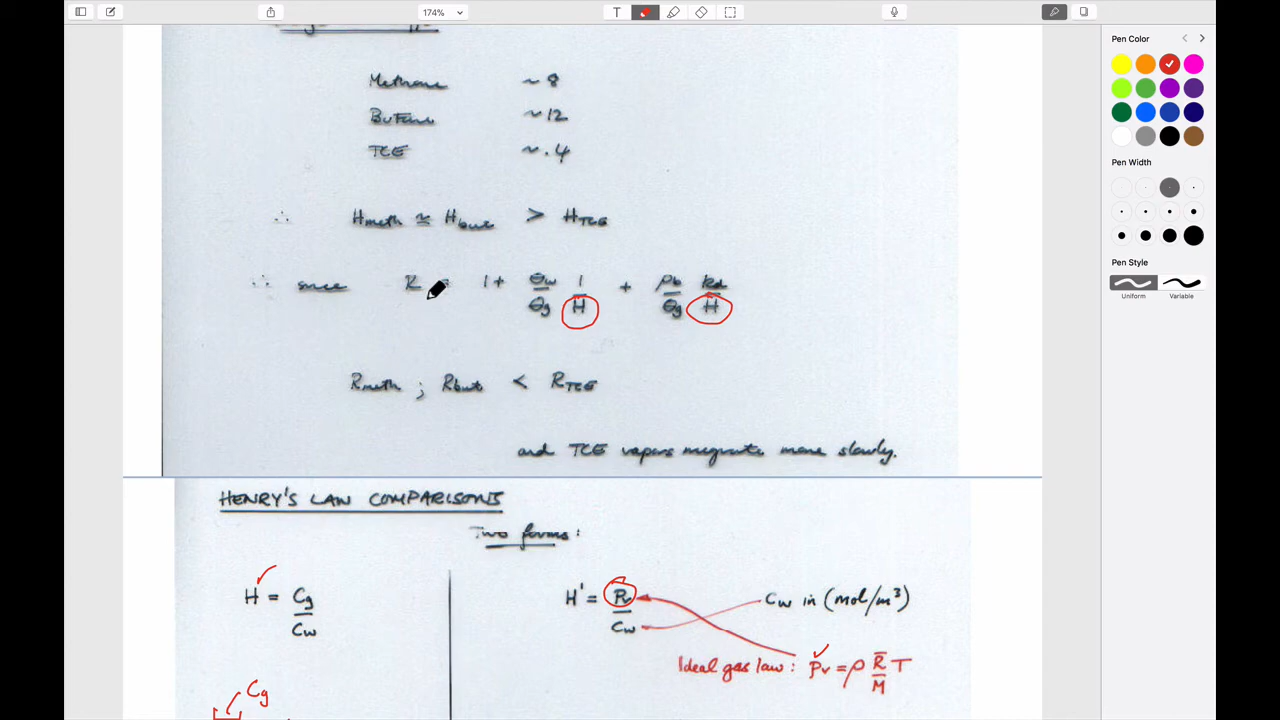 174%
T
Pen Color
Methane ~ 8
Butane ~ 12
TCE ~ .4
Pen Width
∴ Hmeth ≃ Hbut > HTCE
Pen Style
Uniform Variable
∴ since R = 1 + θw/θg 1/H + ρb/θg kd/H
Rmeth ; Rbut < RTCE
and TCE vapors migrate more slowly.
HENRY'S LAW COMPARISONS
Two forms:
H = Cg/Cw
H' = Pv/Cw
Cw in (mol/m³)
Ideal gas law: Pv = ρ R̄/M T
Cg